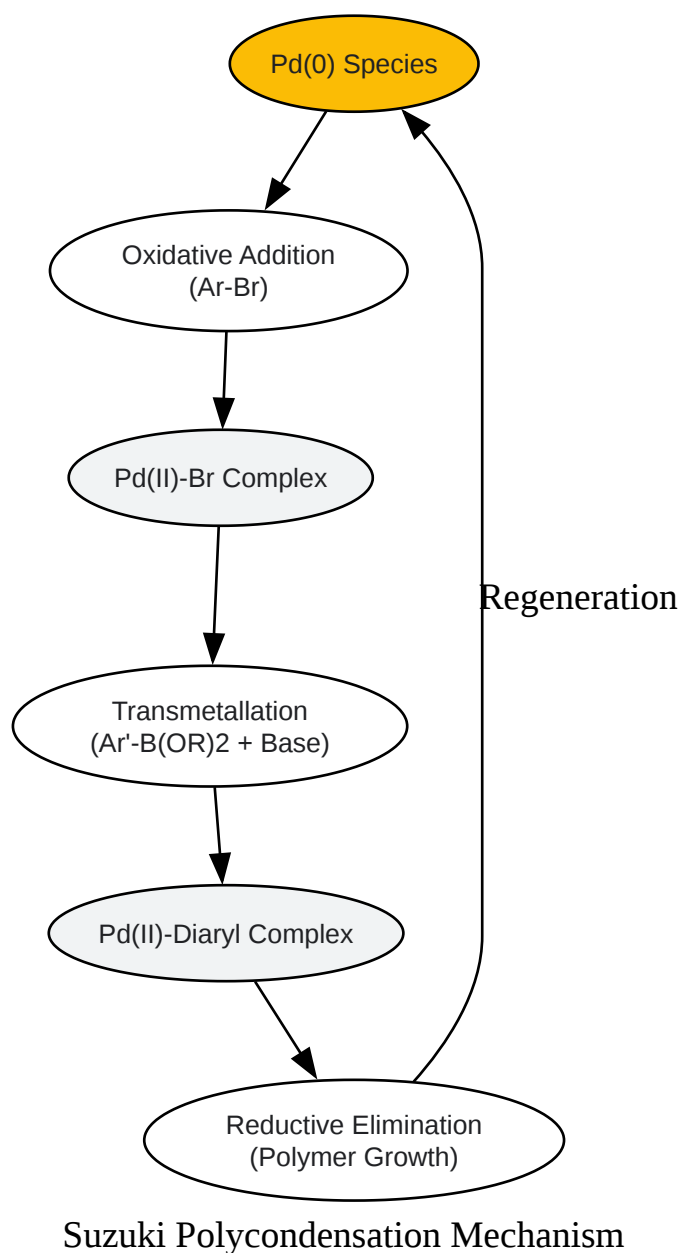 Pd(0) Species
Oxidative Addition
(Ar-Br)
Pd(II)-Br Complex
Regeneration
Transmetallation
(Ar'-B(OR)2 + Base)
Pd(II)-Diaryl Complex
Reductive Elimination
(Polymer Growth)
Suzuki Polycondensation Mechanism